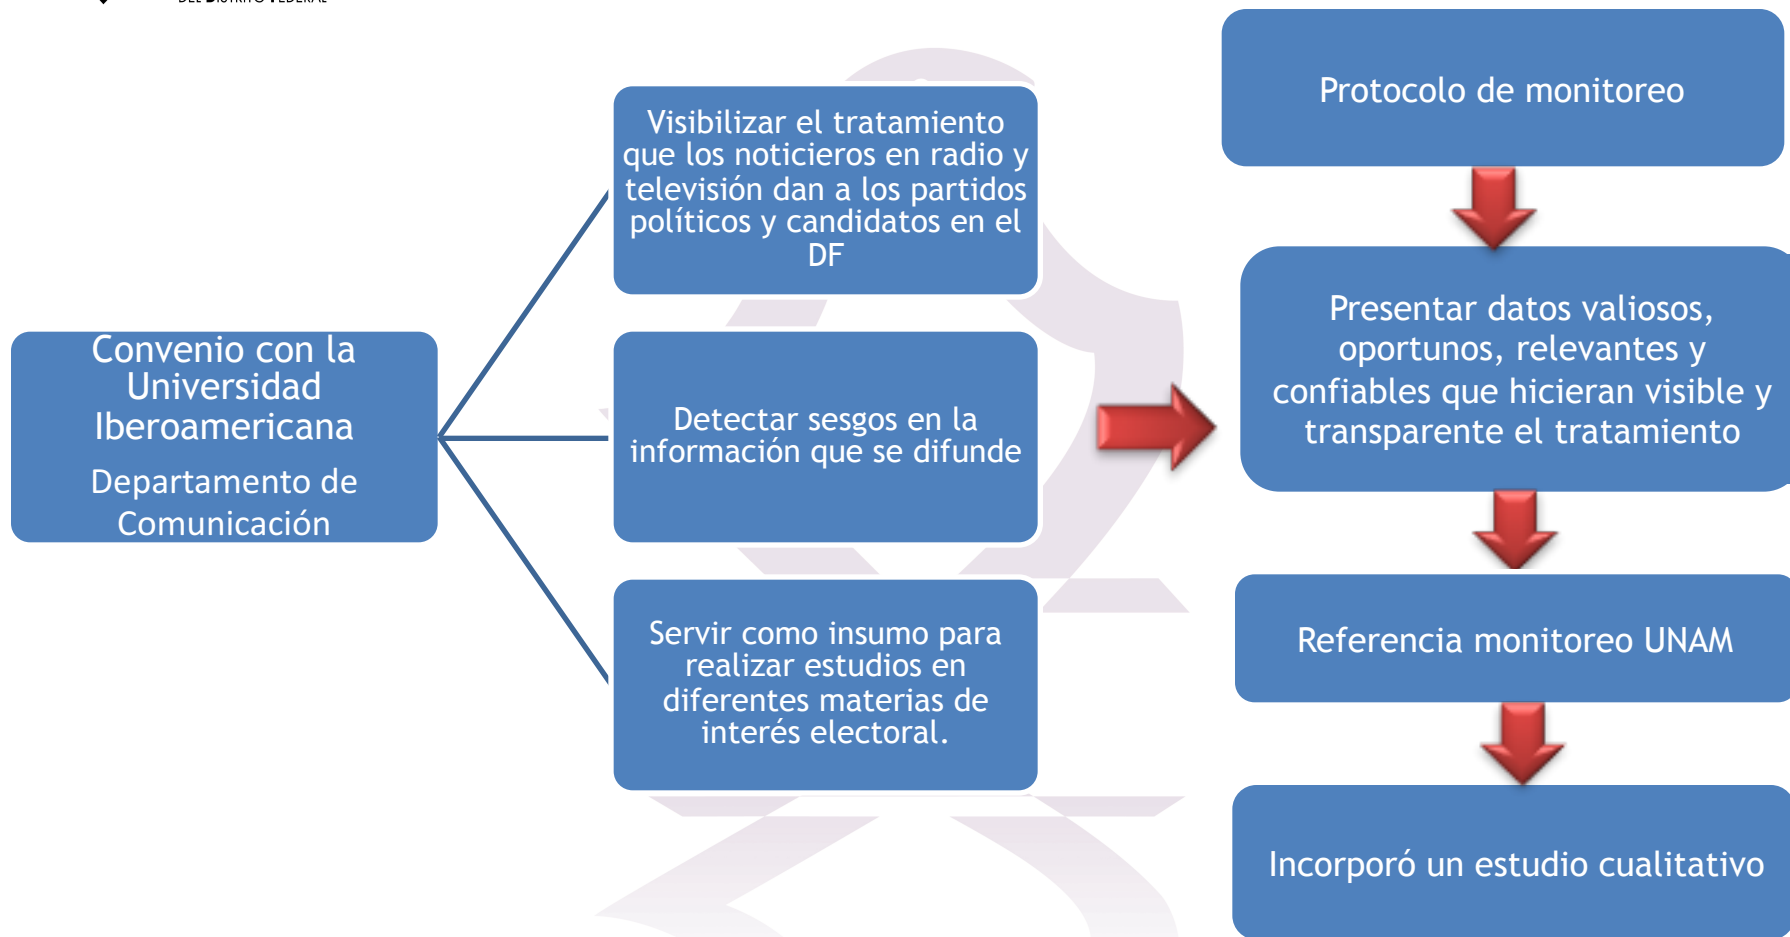 DEL DISTRITO FEDERAL
Convenio con la
Universidad
Iberoamericana
Departamento de
Comunicación
Visibilizar el tratamiento
que los noticieros en radio y
televisión dan a los partidos
políticos y candidatos en el
DF
Detectar sesgos en la
información que se difunde
Servir como insumo para
realizar estudios en
diferentes materias de
interés electoral.
Protocolo de monitoreo
Presentar datos valiosos,
oportunos, relevantes y
confiables que hicieran visible y
transparente el tratamiento
Referencia monitoreo UNAM
Incorporó un estudio cualitativo